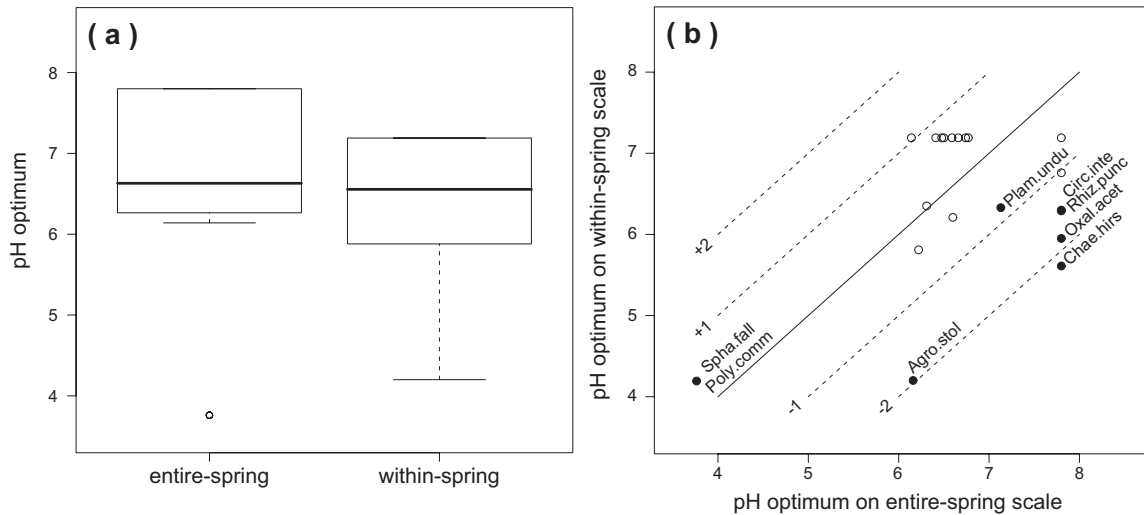 ( a )
pH optimum
8
7
6
5
4
entire-spring
within-spring
( b )
pH optimum on within-spring scale
8
7
6
5
4
+2
+1
-1
-2
Plam.undu
Circ.inte
Rhiz.punc
Oxal.acet
Chae.hirs
Agro.stol
Spha.fall
Poly.comm
4
5
6
7
8
pH optimum on entire-spring scale